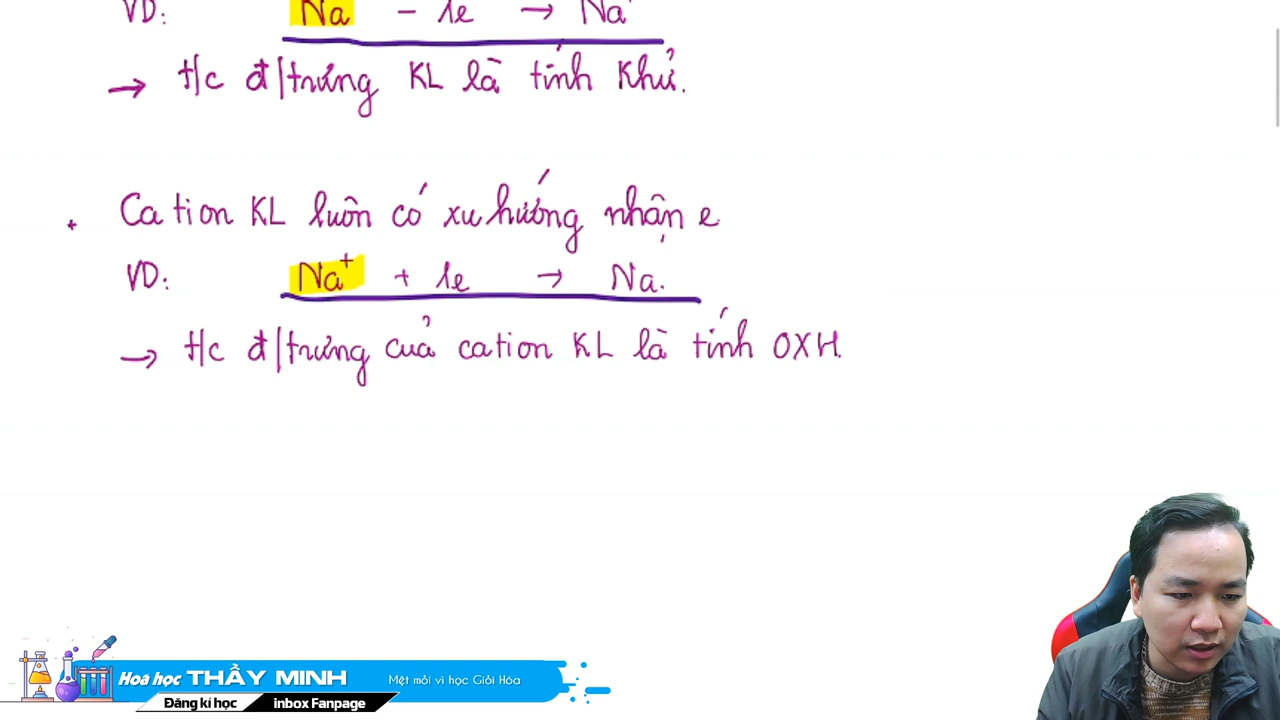 VD: Na - 1e → Na
→ t/c đ/trưng KL là tính Khử.
+ Cation KL luôn có xu hướng nhận e
VD: Na⁺ + 1e → Na.
→ t/c đ/trưng của cation KL là tính OXH.
Hoá học THẦY MINH
Mệt mỏi vì học Giỏi Hóa
Đăng kí học inbox Fanpage